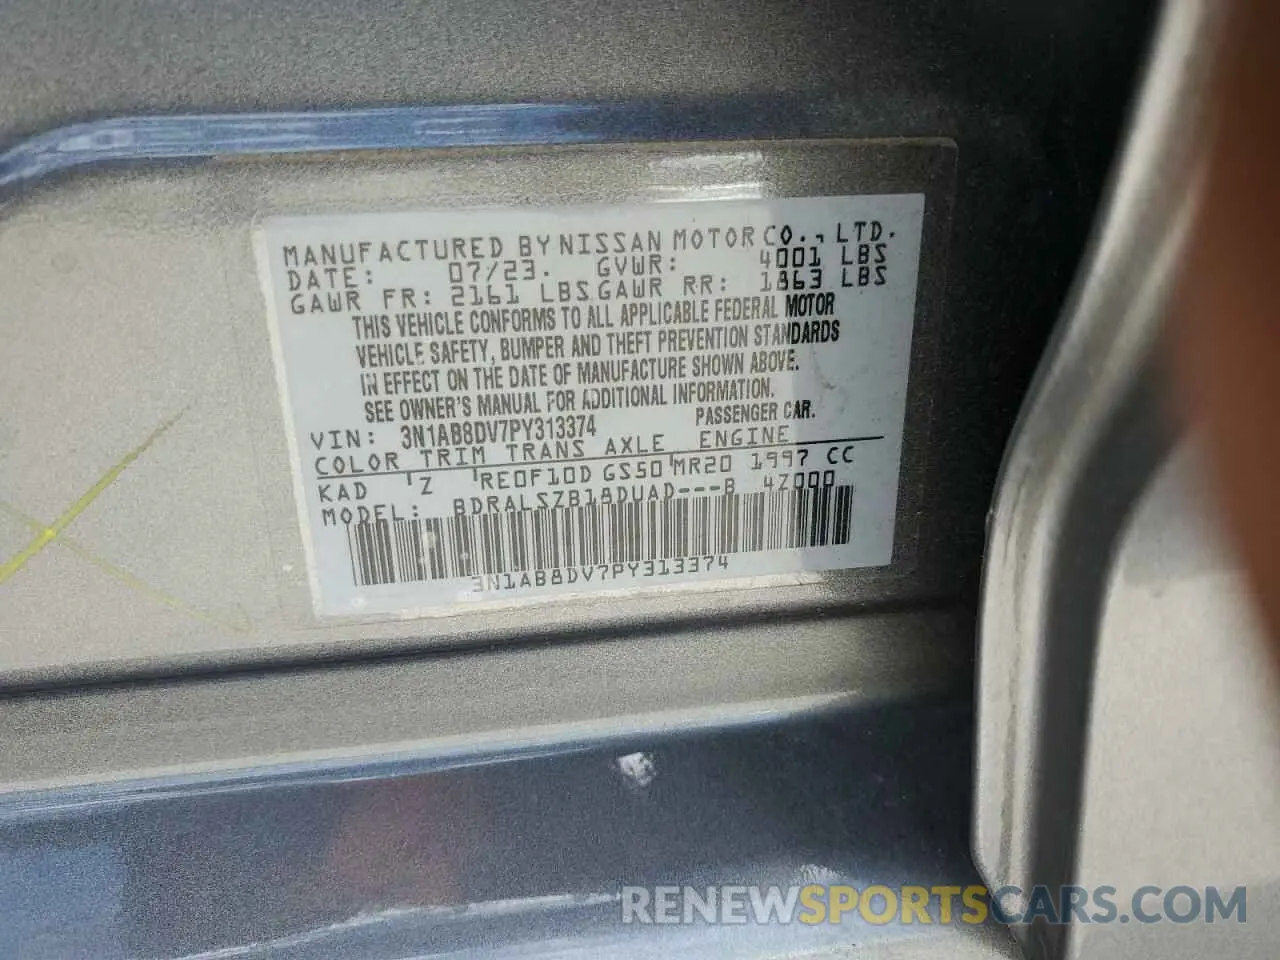 MANUFACTURED BY NISSAN MOTOR CO., LTD.
DATE: 07/23. GVWR: 4001 LBS
GAWR FR: 2161 LBS GAWR RR: 1863 LBS
THIS VEHICLE CONFORMS TO ALL APPLICABLE FEDERAL MOTOR
VEHICLE SAFETY, BUMPER AND THEFT PREVENTION STANDARDS
IN EFFECT ON THE DATE OF MANUFACTURE SHOWN ABOVE.
SEE OWNER'S MANUAL FOR ADDITIONAL INFORMATION.
VIN: 3N1AB8DV7PY313374 PASSENGER CAR.
COLOR TRIM TRANS AXLE ENGINE
KAD Z RE0F10D GS50 MR20 1997 CC
MODEL: BDRALSZB18DUAD---B 4Z000
3N1AB8DV7PY313374
RENEWSPORTSCARS.COM